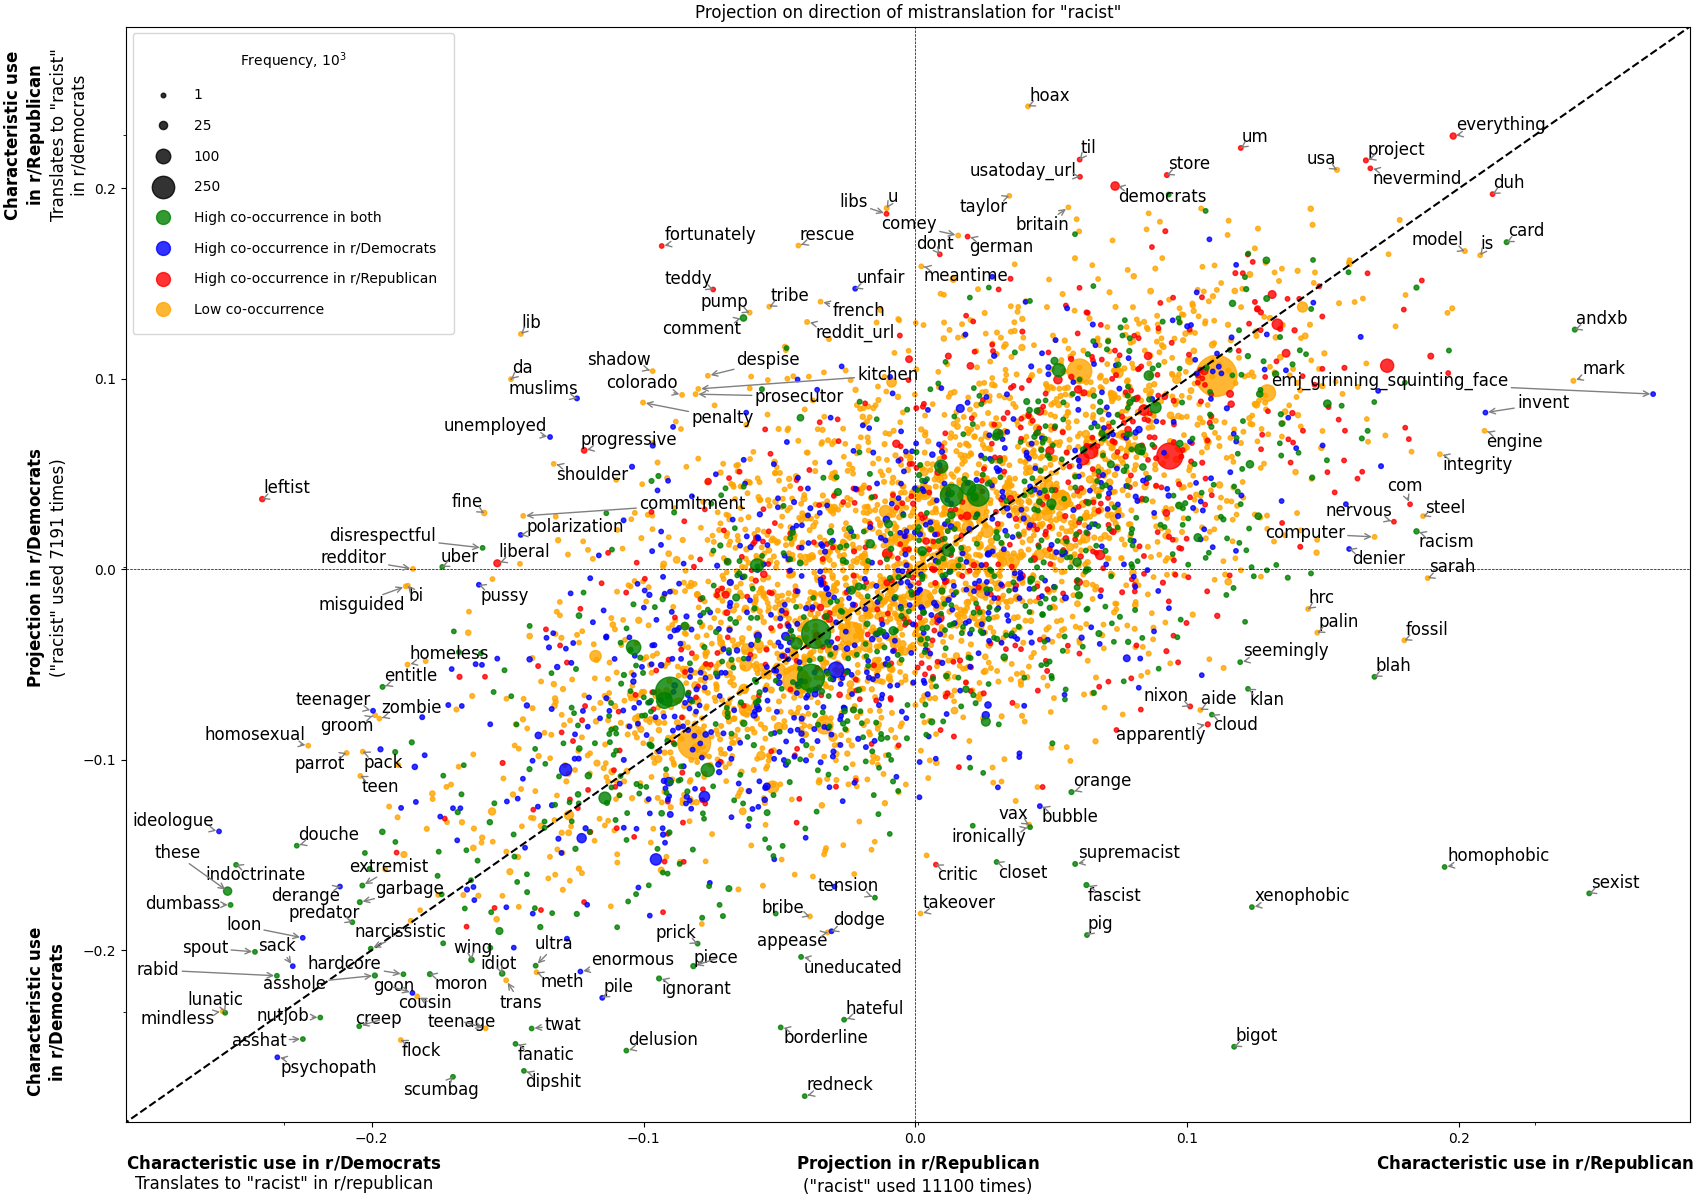 Projection on direction of mistranslation for "racist"
Characteristic use
in r/Republican
Translates to "racist"
in r/democrats
Projection in r/Democrats
("racist" used 7191 times)
Characteristic use
in r/Democrats
Frequency, 10³
1
25
100
250
High co-occurrence in both
High co-occurrence in r/Democrats
High co-occurrence in r/Republican
Low co-occurrence
0.2
0.1
0.0
−0.1
−0.2
hoax
everything
til
um
usatoday_url
store
usa
project
nevermind
duh
democrats
libs
u
taylor
britain
comey
fortunately
rescue
dont
german
model
is
card
teddy
unfair
meantime
pump
tribe
french
comment
reddit_url
lib
andxb
shadow
despise
da
muslims
colorado
kitchen
emj_grinning_squinting_face
mark
prosecutor
penalty
invent
unemployed
progressive
engine
shoulder
integrity
leftist
com
fine
commitment
nervous
steel
disrespectful
polarization
computer
racism
redditor
uber
liberal
denier
sarah
misguided
bi
pussy
hrc
palin
fossil
homeless
seemingly
entitle
blah
teenager
zombie
nixon
aide
klan
groom
cloud
homosexual
apparently
parrot
pack
teen
orange
ideologue
douche
vax
bubble
these
ironically
indoctrinate
extremist
supremacist
homophobic
derange
garbage
critic
closet
sexist
dumbass
predator
tension
fascist
xenophobic
loon
narcissistic
bribe
dodge
takeover
spout
sack
wing
ultra
prick
appease
pig
rabid
hardcore
idiot
enormous
piece
uneducated
asshole
goon
moron
meth
pile
ignorant
lunatic
cousin
trans
hateful
mindless
nutjob
creep
teenage
twat
borderline
bigot
asshat
flock
fanatic
delusion
psychopath
scumbag
dipshit
redneck
−0.2
−0.1
0.0
0.1
0.2
Characteristic use in r/Democrats
Projection in r/Republican
Characteristic use in r/Republican
Translates to "racist" in r/republican
("racist" used 11100 times)